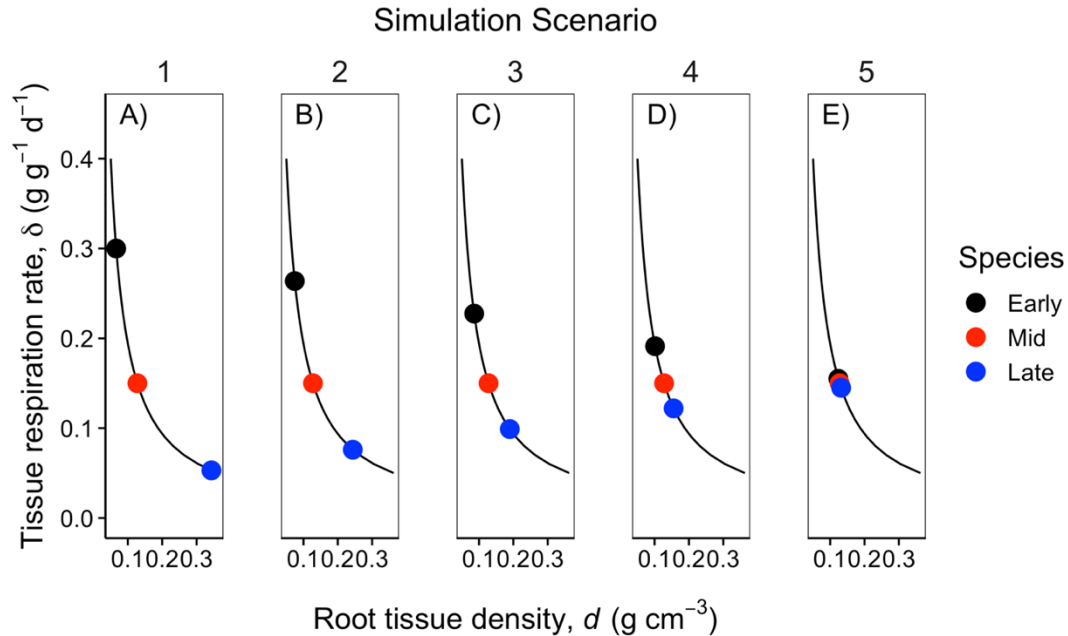 Simulation Scenario
1 2 3 4 5
A) B) C) D) E)
Tissue respiration rate, δ (g g⁻¹ d⁻¹)
0.4
0.3
0.2
0.1
0.0
0.10.20.3 0.10.20.3 0.10.20.3 0.10.20.3 0.10.20.3
Root tissue density, d (g cm⁻³)
Species
Early
Mid
Late